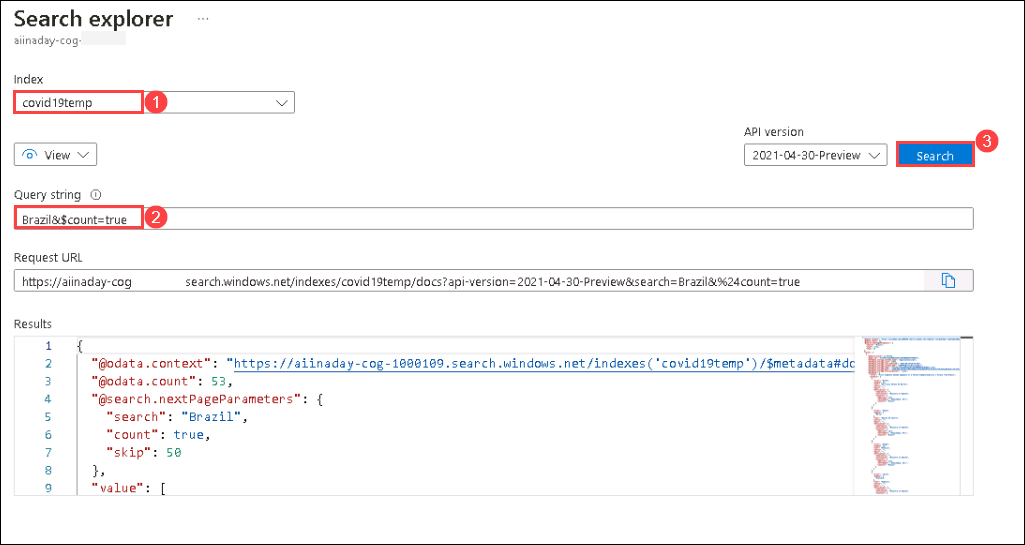 Search explorer ...
aiinaday-cog-
Index
covid19temp
1
View
API version
2021-04-30-Preview
Search
3
Query string
Brazil&$count=true
2
Request URL
https://aiinaday-cog search.windows.net/indexes/covid19temp/docs?api-version=2021-04-30-Preview&search=Brazil&%24count=true
Results
1 {
2 "@odata.context": "https://aiinaday-cog-1000109.search.windows.net/indexes('covid19temp')/$metadata#do
3 "@odata.count": 53,
4 "@search.nextPageParameters": {
5 "search": "Brazil",
6 "count": true,
7 "skip": 50
8 },
9 "value": [